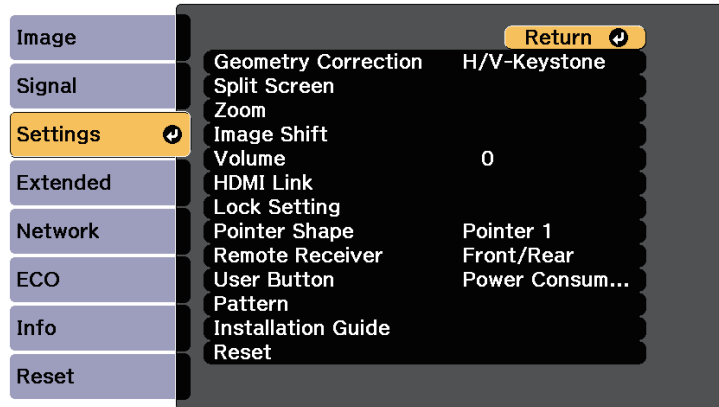 Image
Signal
Settings
Extended
Network
ECO
Info
Reset
Return
Geometry Correction H/V-Keystone
Split Screen
Zoom
Image Shift
Volume 0
HDMI Link
Lock Setting
Pointer Shape Pointer 1
Remote Receiver Front/Rear
User Button Power Consum...
Pattern
Installation Guide
Reset